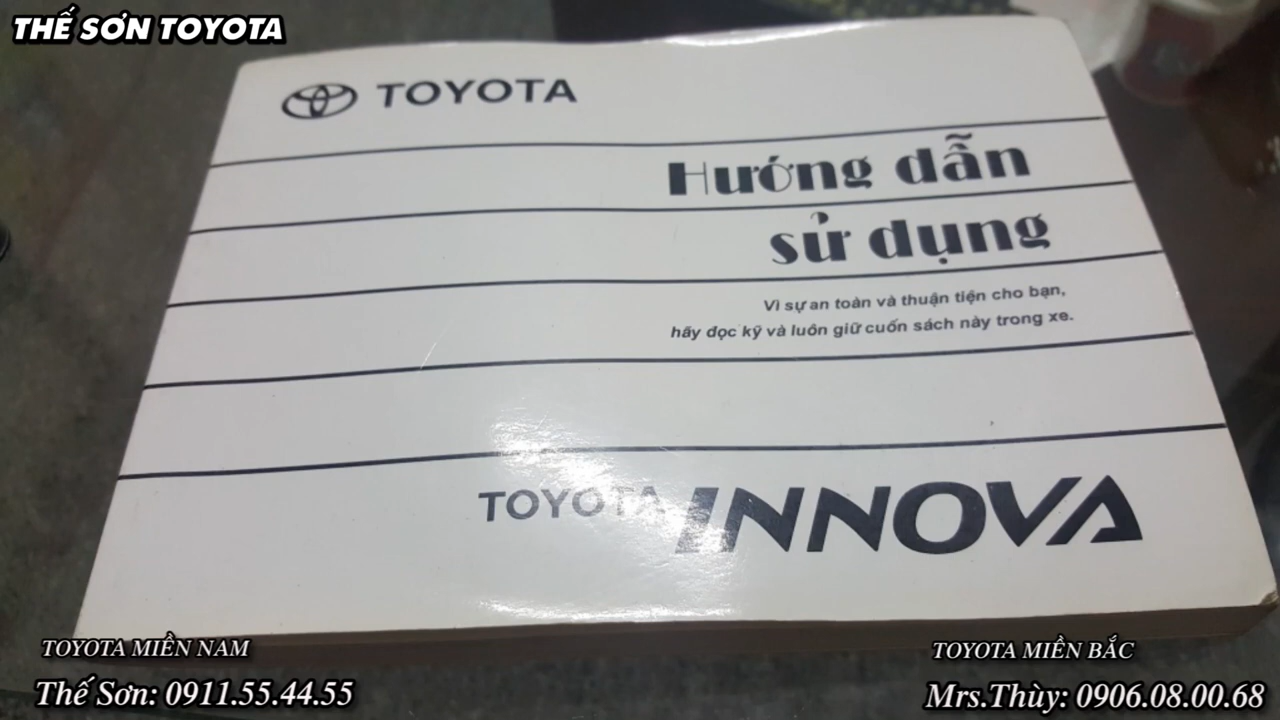 THẾ SƠN TOYOTA
TOYOTA
Hướng dẫn
sử dụng
Vì sự an toàn và thuận tiện cho bạn,
hãy đọc kỹ và luôn giữ cuốn sách này trong xe.
TOYOTA INNOVA
TOYOTA MIỀN NAM
Thế Sơn: 0911.55.44.55
TOYOTA MIỀN BẮC
Mrs.Thùy: 0906.08.00.68